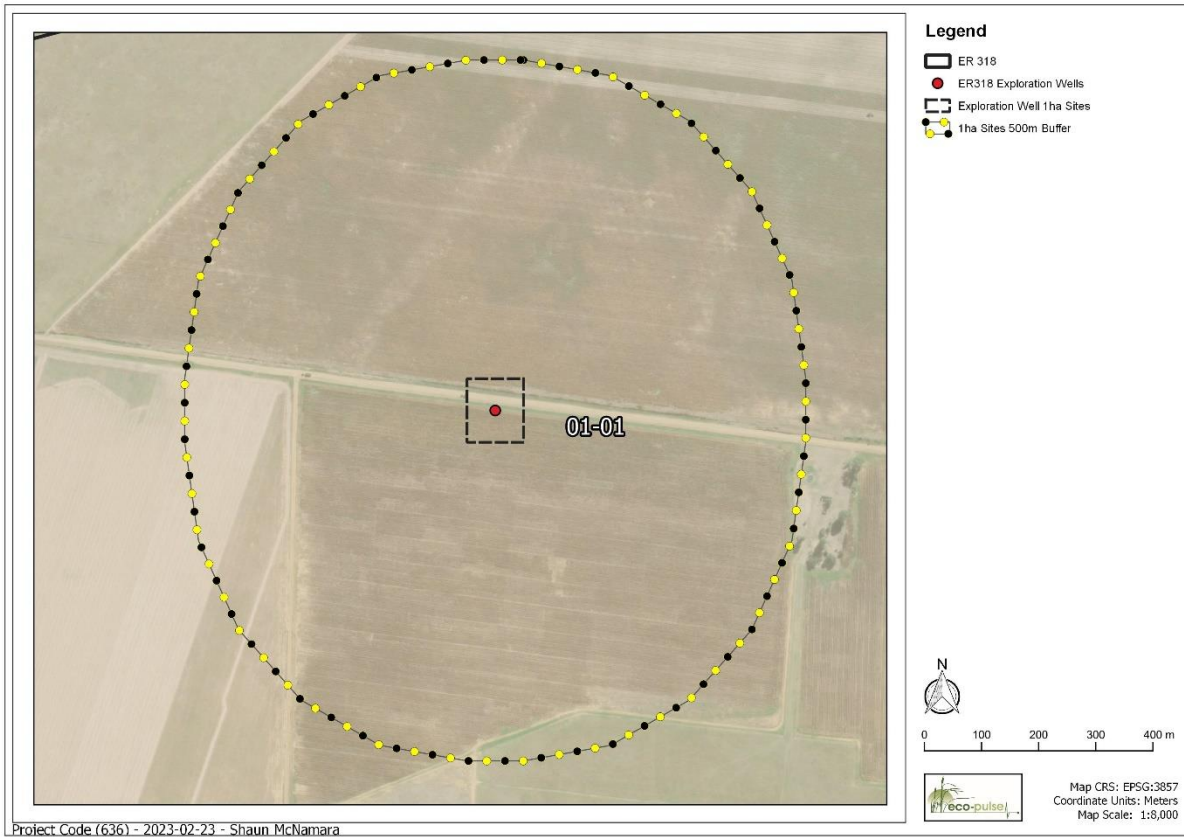 Legend
ER 318
ER318 Exploration Wells
Exploration Well 1ha Sites
1ha Sites 500m Buffer
01-01
N
0 100 200 300 400 m
eco-pulse
Map CRS: EPSG:3857
Coordinate Units: Meters
Map Scale: 1:8,000
Project Code (636) - 2023-02-23 - Shaun McNamara